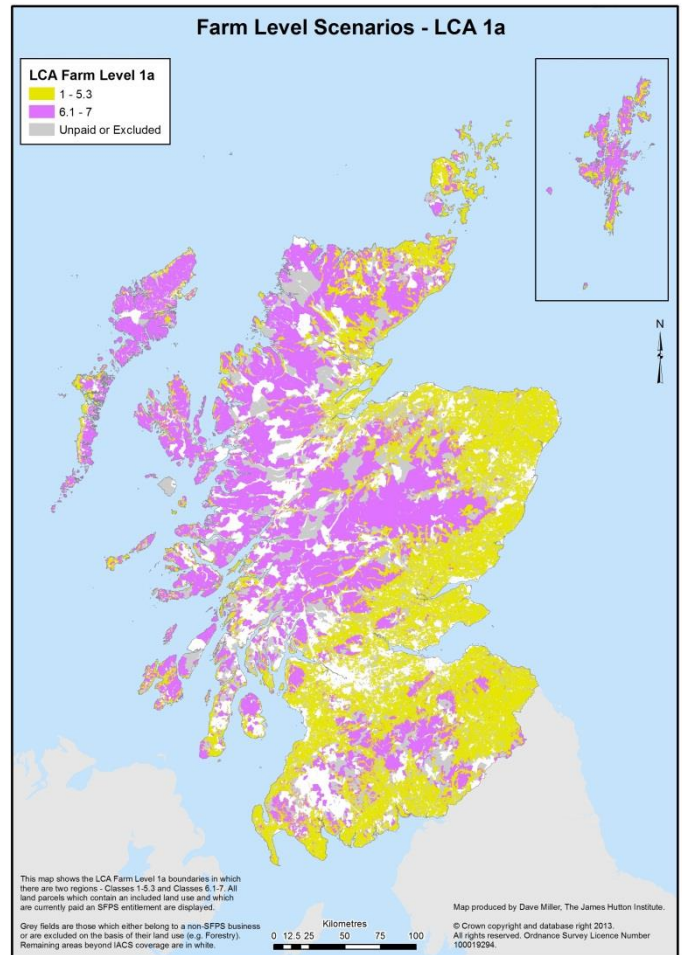 Farm Level Scenarios - LCA 1a
LCA Farm Level 1a
1 - 5.3
6.1 - 7
Unpaid or Excluded
N
This map shows the LCA Farm Level 1a boundaries in which
there are two regions - Classes 1-5.3 and Classes 6.1-7. All
land parcels which contain an included land use and which
are currently paid an SFPS entitlement are displayed.
Grey fields are those which either belong to a non-SFPS business
or are excluded on the basis of their land use (e.g. Forestry).
Remaining areas beyond IACS coverage are in white.
Kilometres
0 12.5 25 50 75 100
Map produced by Dave Miller, The James Hutton Institute.
© Crown copyright and database right 2013.
All rights reserved. Ordnance Survey Licence Number
100019294.